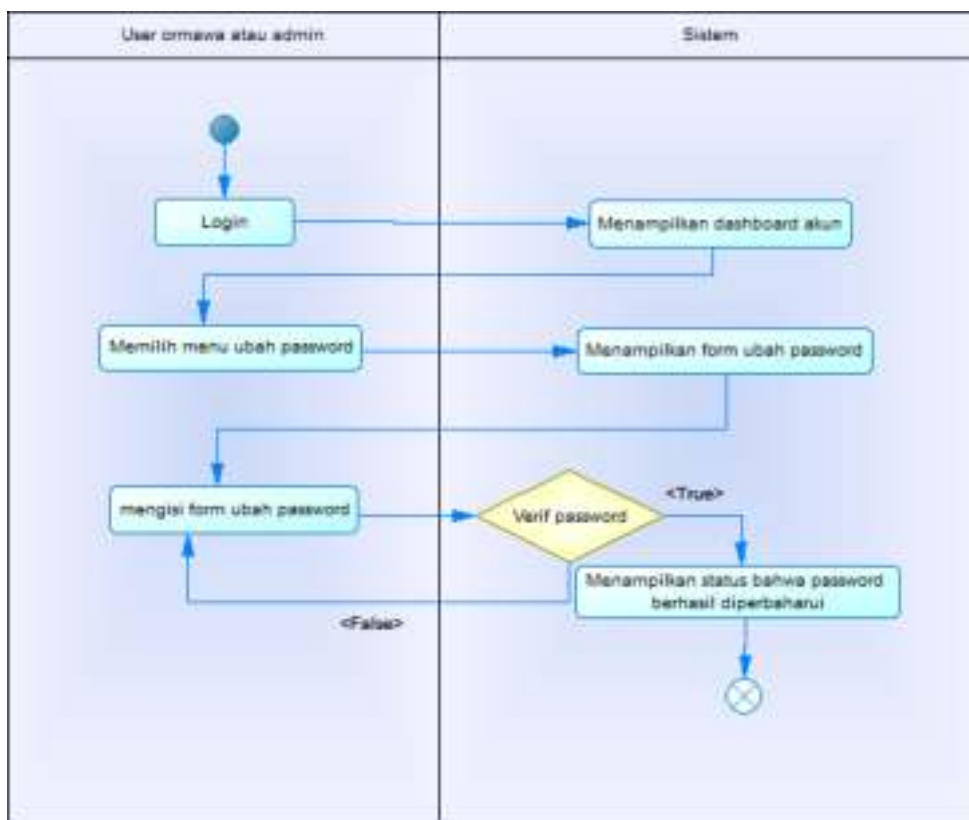 User ormawa atau admin
Sistem
Login
Menampilkan dashboard akun
Memilih menu ubah password
Menampilkan form ubah password
mengisi form ubah password
Verif password
<True>
Menampilkan status bahwa password
berhasil diperbaharui
<False>